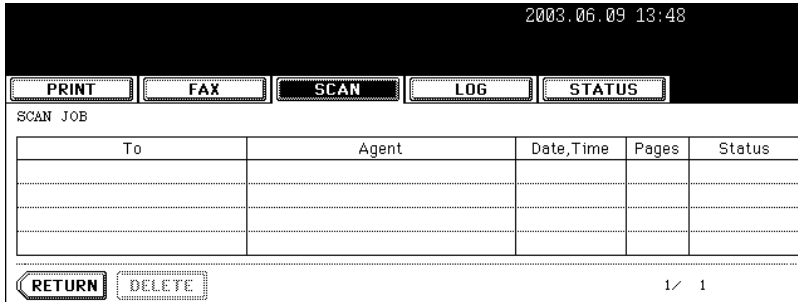 2003.06.09 13:48
PRINT FAX SCAN LOG STATUS
SCAN JOB
To Agent Date,Time Pages Status
RETURN DELETE 1/ 1